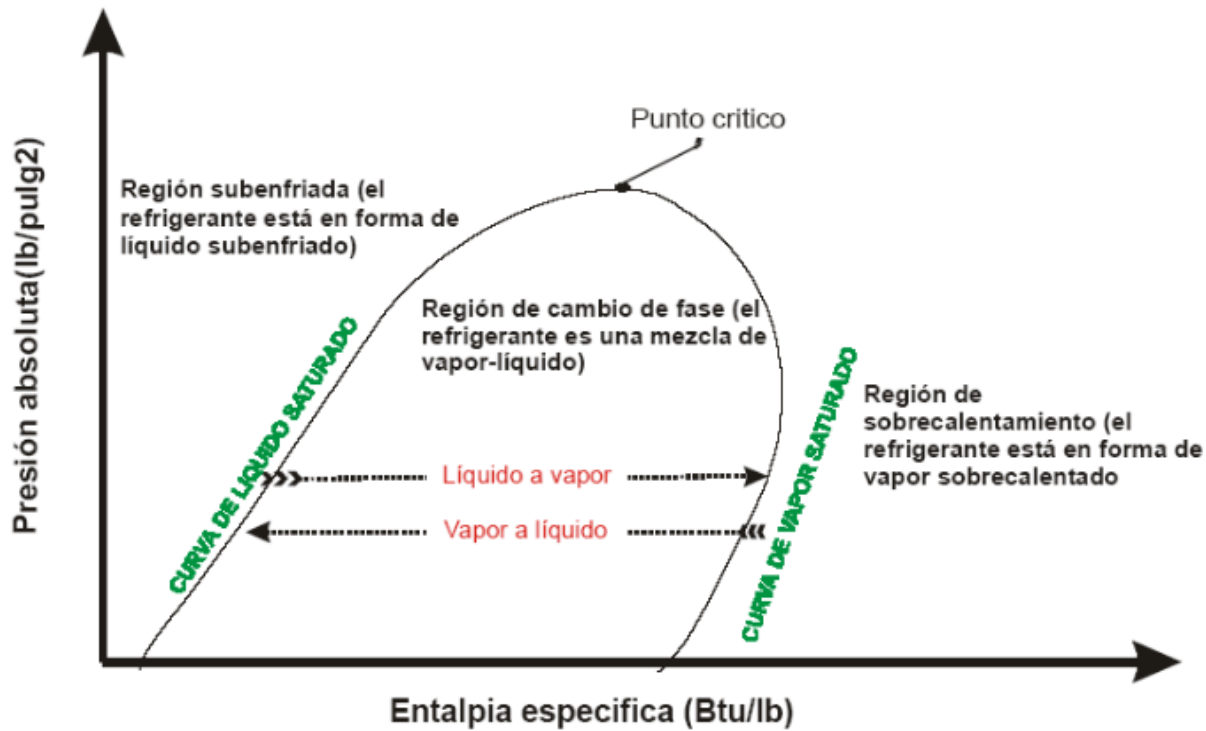 Punto critico
Presión absoluta(lb/pulg2)
Región subenfriada (el
refrigerante está en forma de
líquido subenfriado)
Región de cambio de fase (el
refrigerante es una mezcla de
vapor-líquido)
CURVA DE LIQUIDO SATURADO
CURVA DE VAPOR SATURADO
Región de
sobrecalentamiento (el
refrigerante está en forma de
vapor sobrecalentado
Líquido a vapor
Vapor a líquido
Entalpia especifica (Btu/lb)